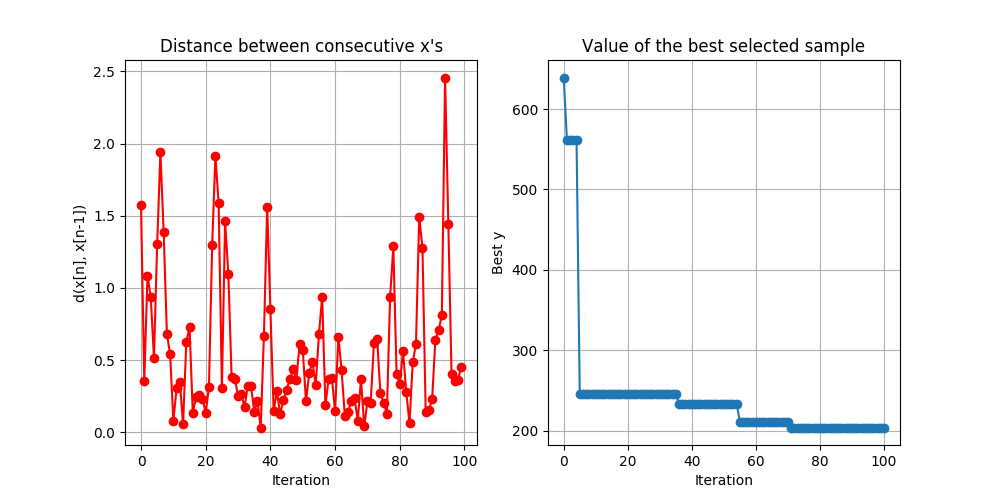 Distance between consecutive x's
d(x[n], x[n-1])
2.5
2.0
1.5
1.0
0.5
0.0
0 20 40 60 80 100
Iteration
Value of the best selected sample
Best y
600
500
400
300
200
0 20 40 60 80 100
Iteration